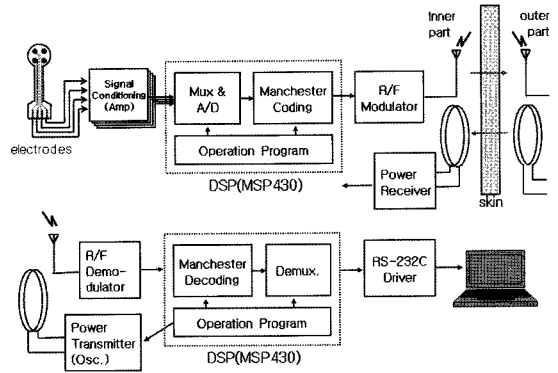 inner
part
outer
part
Signal
Conditioning
(Amp)
Mux &
A/D
Manchester
Coding
R/F
Modulator
electrodes
Operation Program
DSP(MSP430)
Power
Receiver
skin
R/F
Demo-
dulator
Manchester
Decoding
Demux.
RS-232C
Driver
Power
Transmitter
(Osc.)
Operation Program
DSP(MSP430)